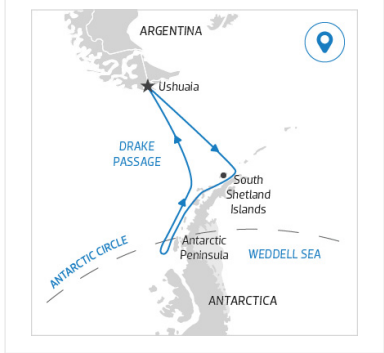 ARGENTINA
Ushuaia
DRAKE
PASSAGE
South
Shetland
Islands
ANTARCTIC CIRCLE
Antarctic
Peninsula
WEDDELL SEA
ANTARCTICA